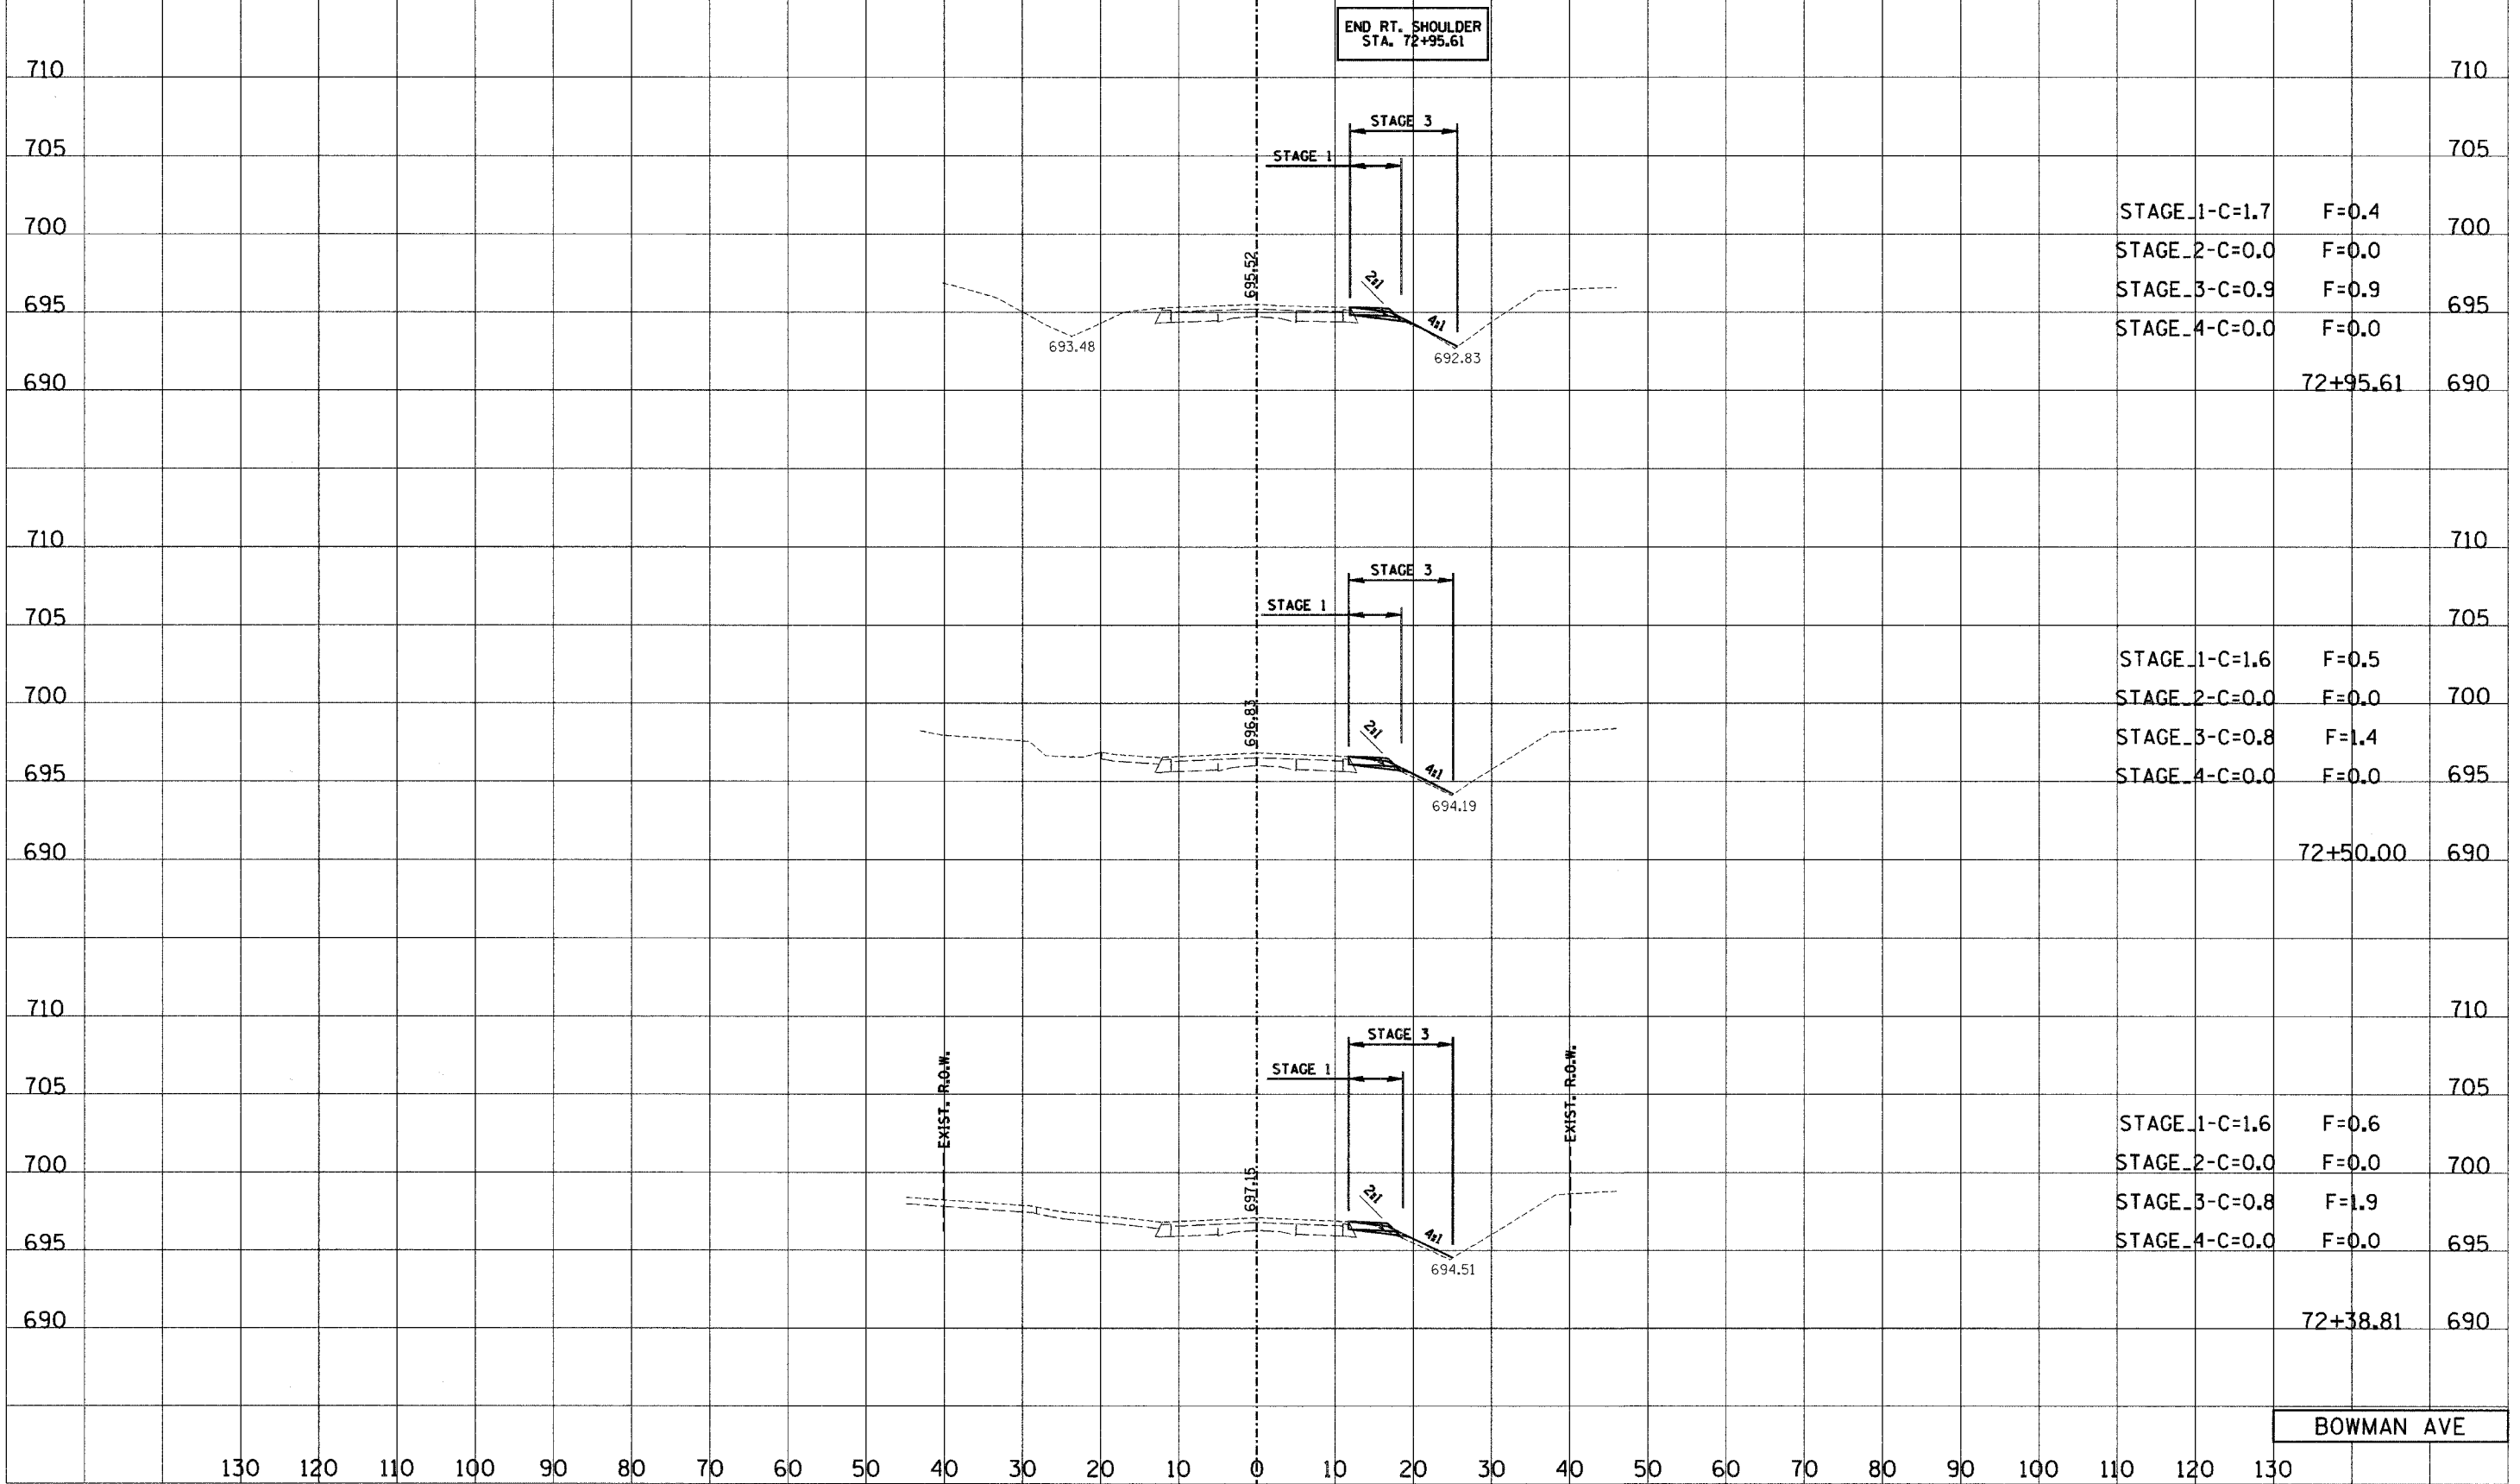 END RT. SHOULDER
STA. 72+95.61
710 710
STAGE 3
705 705
STAGE 1
STAGE_1-C=1.7 F=0.4
700 700
STAGE_2-C=0.0 F=0.0
695.52
2:1
STAGE_3-C=0.9 F=0.9
695 695
4:1
STAGE_4-C=0.0 F=0.0
693.48
692.83
690 72+95.61 690
710 710
STAGE 3
705 705
STAGE 1
STAGE_1-C=1.6 F=0.5
700 700
STAGE_2-C=0.0 F=0.0
696.83
2:1
STAGE_3-C=0.8 F=1.4
695 695
4:1
STAGE_4-C=0.0 F=0.0
694.19
690 72+50.00 690
710 710
STAGE 3
STAGE 1
705 705
EXIST. R.O.W.
EXIST. R.O.W.
STAGE_1-C=1.6 F=0.6
700 700
STAGE_2-C=0.0 F=0.0
697.15
2:1
STAGE_3-C=0.8 F=1.9
695 695
4:1
STAGE_4-C=0.0 F=0.0
694.51
690 72+38.81 690
BOWMAN AVE
130 120 110 100 90 80 70 60 50 40 30 20 10 0 10 20 30 40 50 60 70 80 90 100 110 120 130